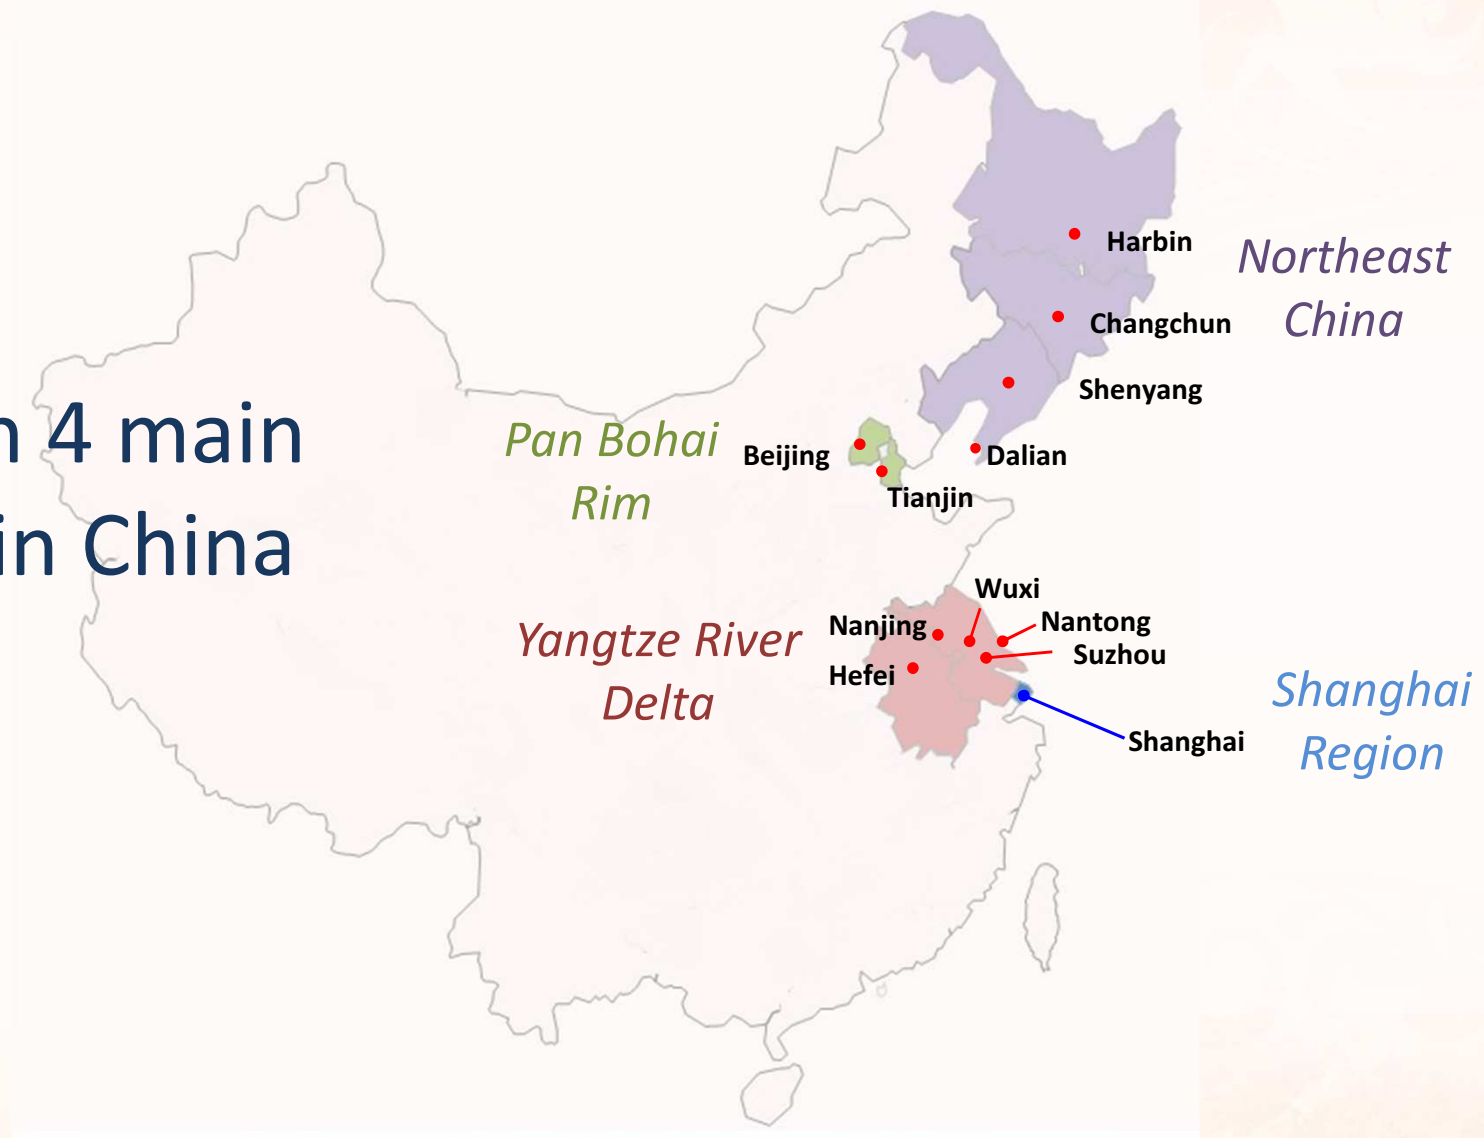 Harbin
Northeast
China
Changchun
Shenyang
n 4 main
in China
Pan Bohai
Rim
Beijing
Dalian
Tianjin
Wuxi
Nanjing
Nantong
Suzhou
Hefei
Yangtze River
Delta
Shanghai
Shanghai
Region